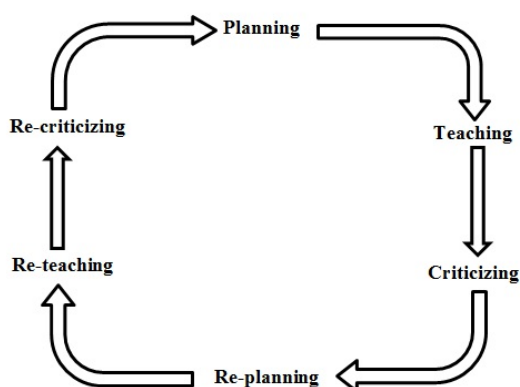 Planning
Teaching
Criticizing
Re-planning
Re-teaching
Re-criticizing